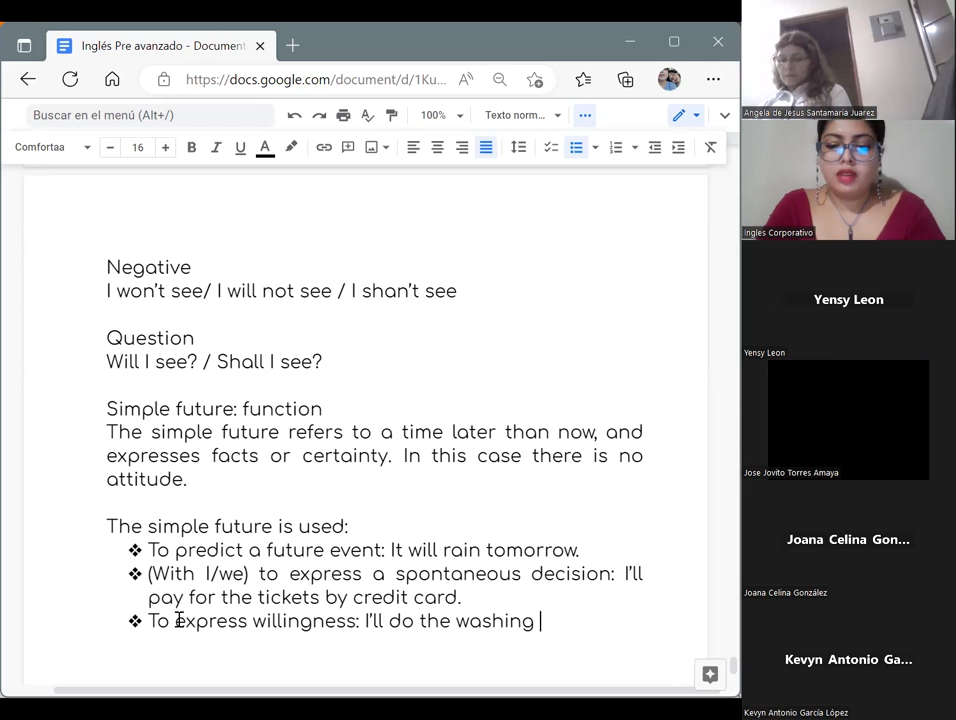 Inglés Pre avanzado - Document
https://docs.google.com/document/d/1Ku...
Buscar en el menú (Alt+/)
100%
Texto norm...
Comfortaa
16
Negative
I won't see/ I will not see / I shan't see
Question
Will I see? / Shall I see?
Simple future: function
The simple future refers to a time later than now, and
expresses facts or certainty. In this case there is no
attitude.
The simple future is used:
❖ To predict a future event: It will rain tomorrow.
❖ (With I/we) to express a spontaneous decision: I'll
pay for the tickets by credit card.
❖ To express willingness: I'll do the washing
Angela de Jesus Santamaria Juarez
Ingles Corporativo
Yensy Leon
Yensy Leon
Jose Jovito Torres Amaya
Joana Celina Gon...
Joana Celina González
Kevyn Antonio Ga...
Kevyn Antonio García López